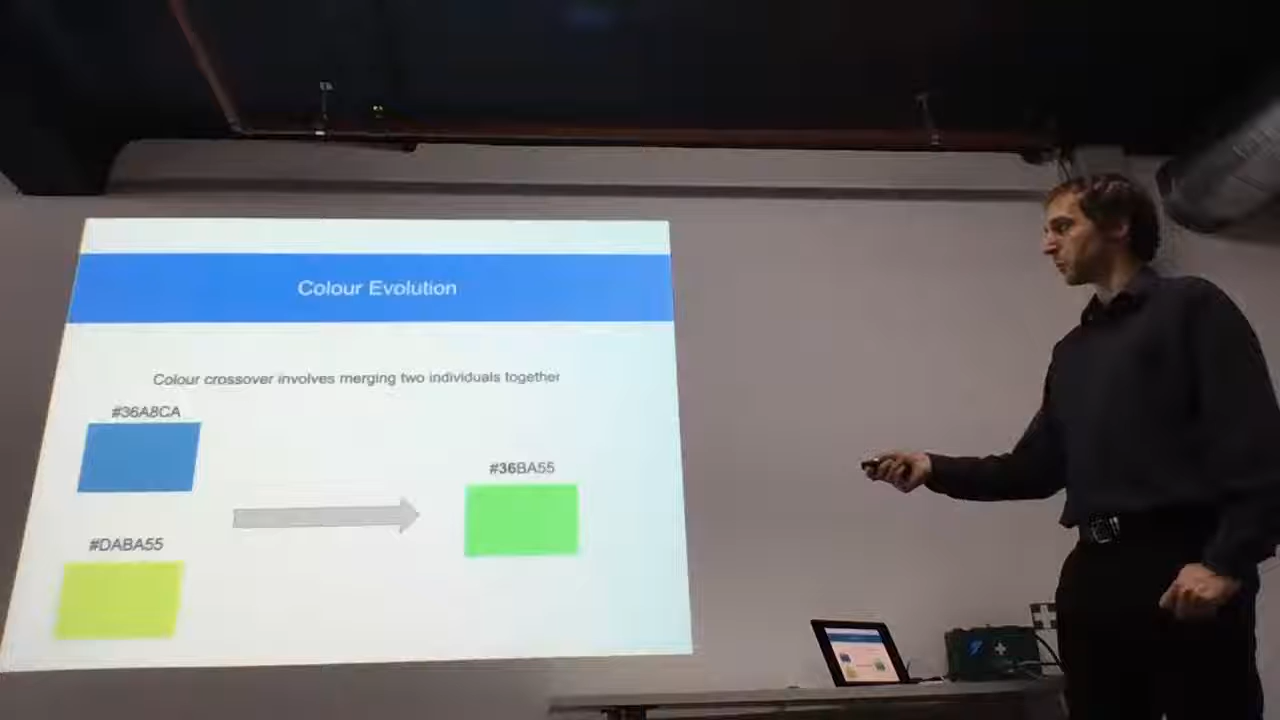 Colour Evolution
Colour crossover involves merging two individuals together
#36A8CA
#36BA55
#DABA55